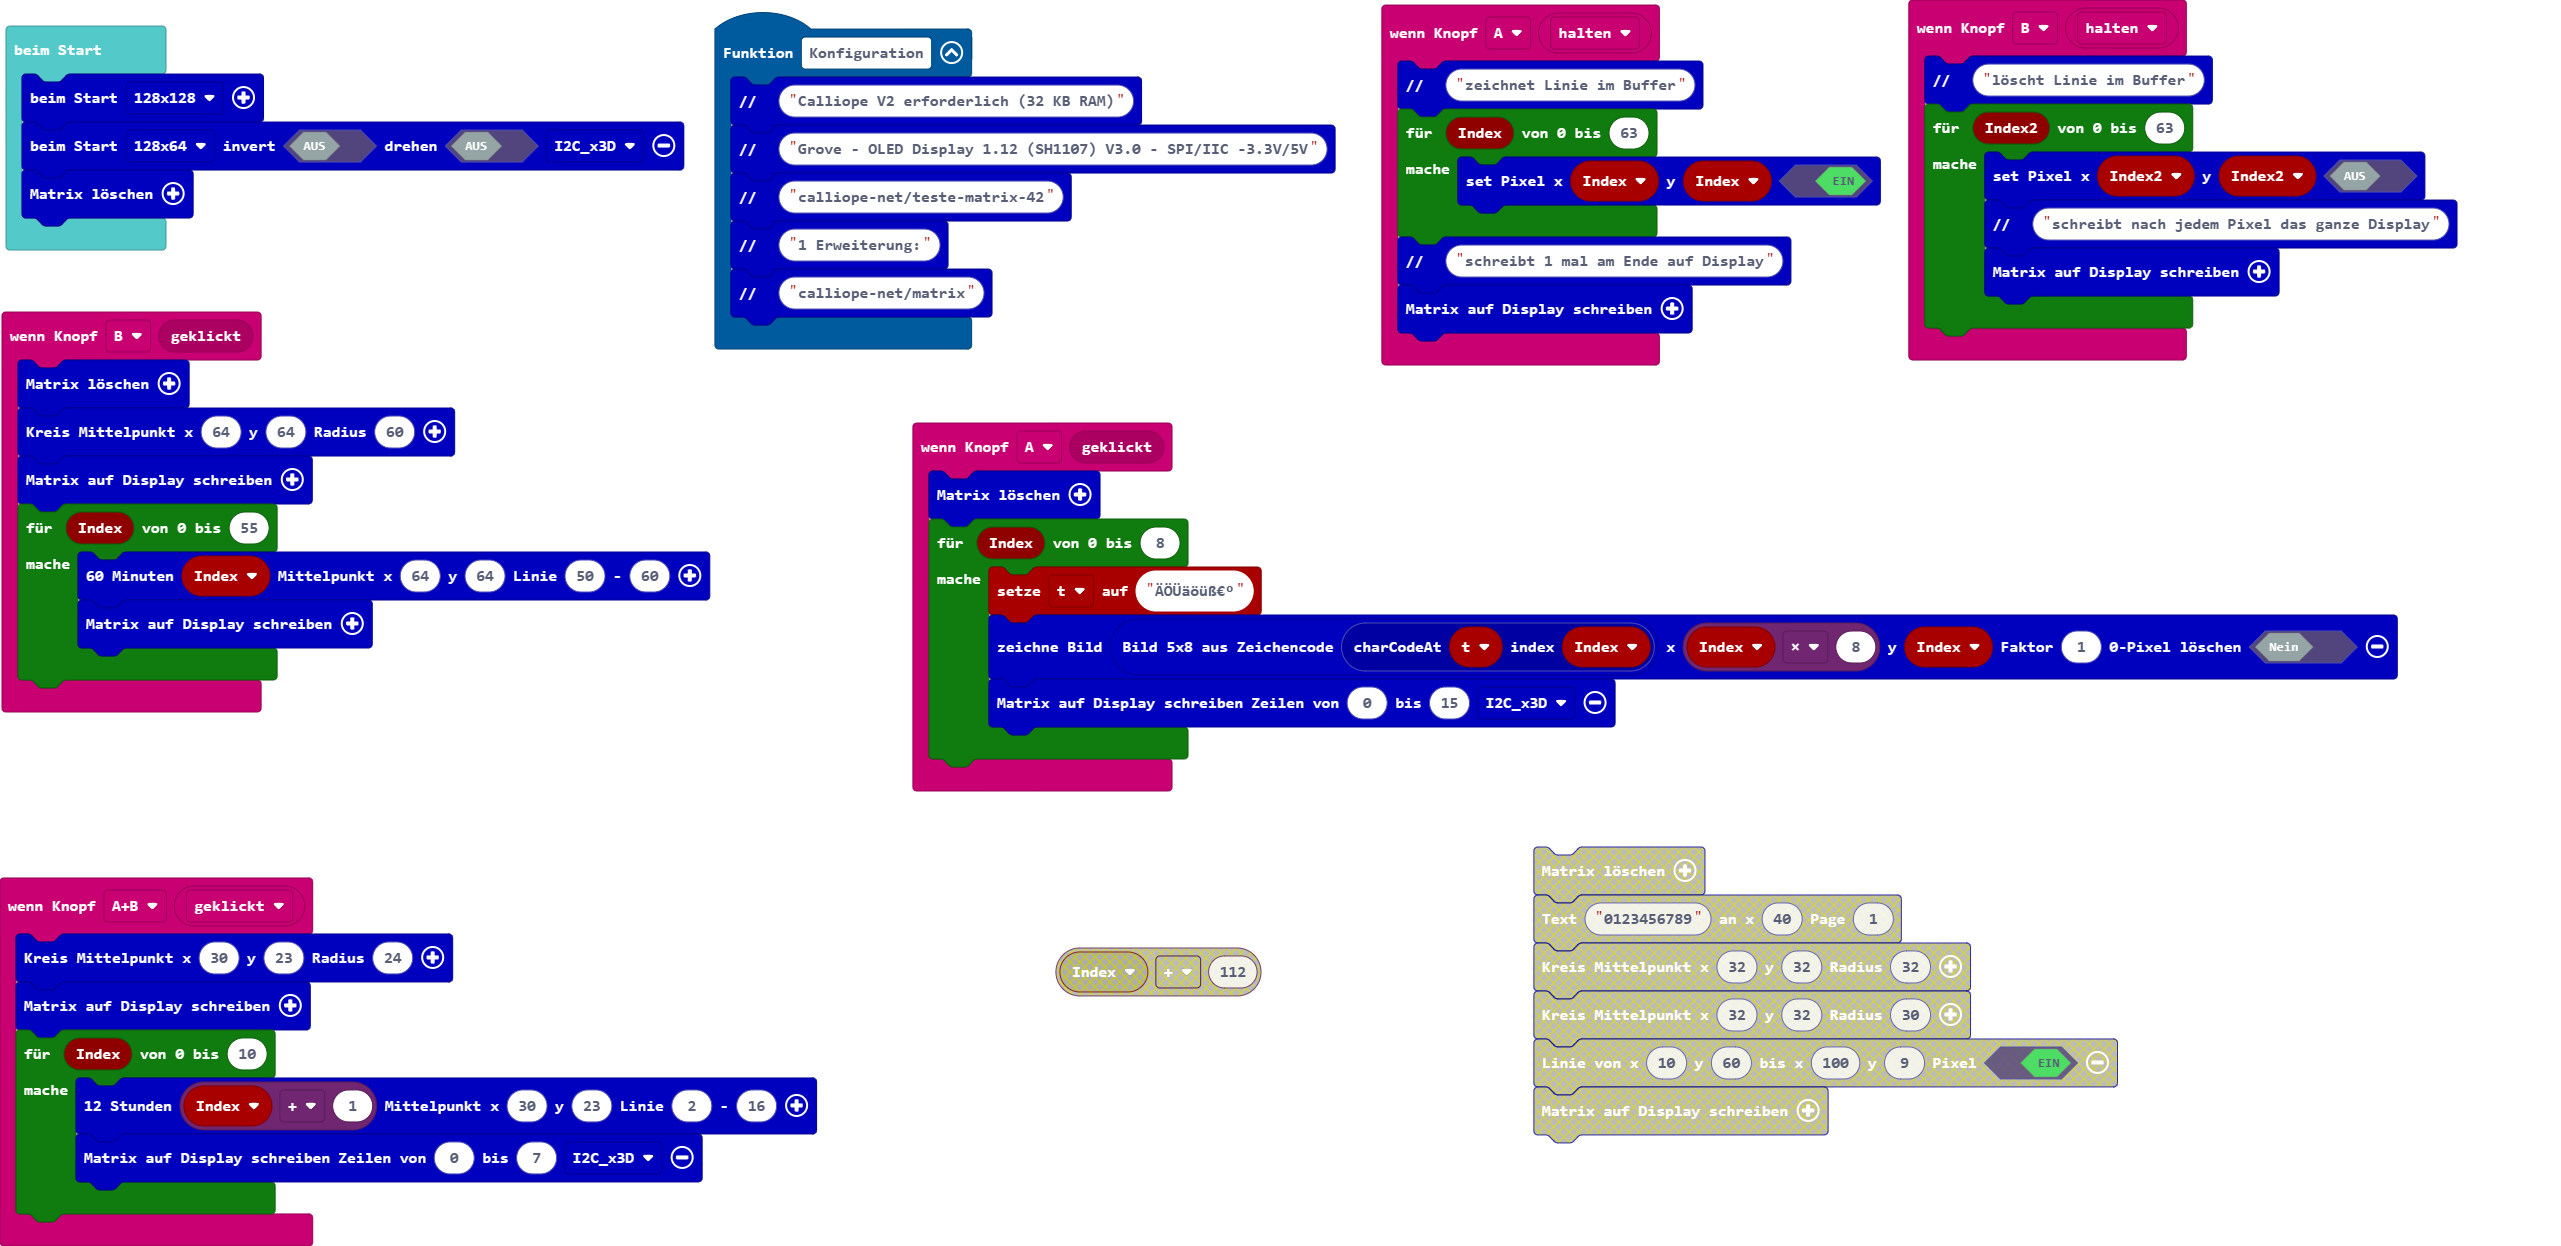 beim Start
beim Start 128x128
beim Start 128x64 invert AUS drehen AUS I2C_x3D
Matrix löschen
Funktion Konfiguration
// "Calliope V2 erforderlich (32 KB RAM)"
// "Grove - OLED Display 1.12 (SH1107) V3.0 - SPI/IIC -3.3V/5V"
// "calliope-net/teste-matrix-42"
// "1 Erweiterung:"
// "calliope-net/matrix"
wenn Knopf A halten
// "zeichnet Linie im Buffer"
für Index von 0 bis 63
mache set Pixel x Index y Index EIN
// "schreibt 1 mal am Ende auf Display"
Matrix auf Display schreiben
wenn Knopf B halten
// "löscht Linie im Buffer"
für Index2 von 0 bis 63
mache set Pixel x Index2 y Index2 AUS
// "schreibt nach jedem Pixel das ganze Display"
Matrix auf Display schreiben
wenn Knopf B geklickt
Matrix löschen
Kreis Mittelpunkt x 64 y 64 Radius 60
Matrix auf Display schreiben
für Index von 0 bis 55
mache 60 Minuten Index Mittelpunkt x 64 y 64 Linie 50 - 60
Matrix auf Display schreiben
wenn Knopf A geklickt
Matrix löschen
für Index von 0 bis 8
mache setze t auf "ÄÖÜäöüß€º"
zeichne Bild Bild 5x8 aus Zeichencode charCodeAt t index Index x Index × 8 y Index Faktor 1 0-Pixel löschen Nein
Matrix auf Display schreiben Zeilen von 0 bis 15 I2C_x3D
wenn Knopf A+B geklickt
Kreis Mittelpunkt x 30 y 23 Radius 24
Matrix auf Display schreiben
für Index von 0 bis 10
mache 12 Stunden Index + 1 Mittelpunkt x 30 y 23 Linie 2 - 16
Matrix auf Display schreiben Zeilen von 0 bis 7 I2C_x3D
Index + 112
Matrix löschen
Text "0123456789" an x 40 Page 1
Kreis Mittelpunkt x 32 y 32 Radius 32
Kreis Mittelpunkt x 32 y 32 Radius 30
Linie von x 10 y 60 bis x 100 y 9 Pixel EIN
Matrix auf Display schreiben